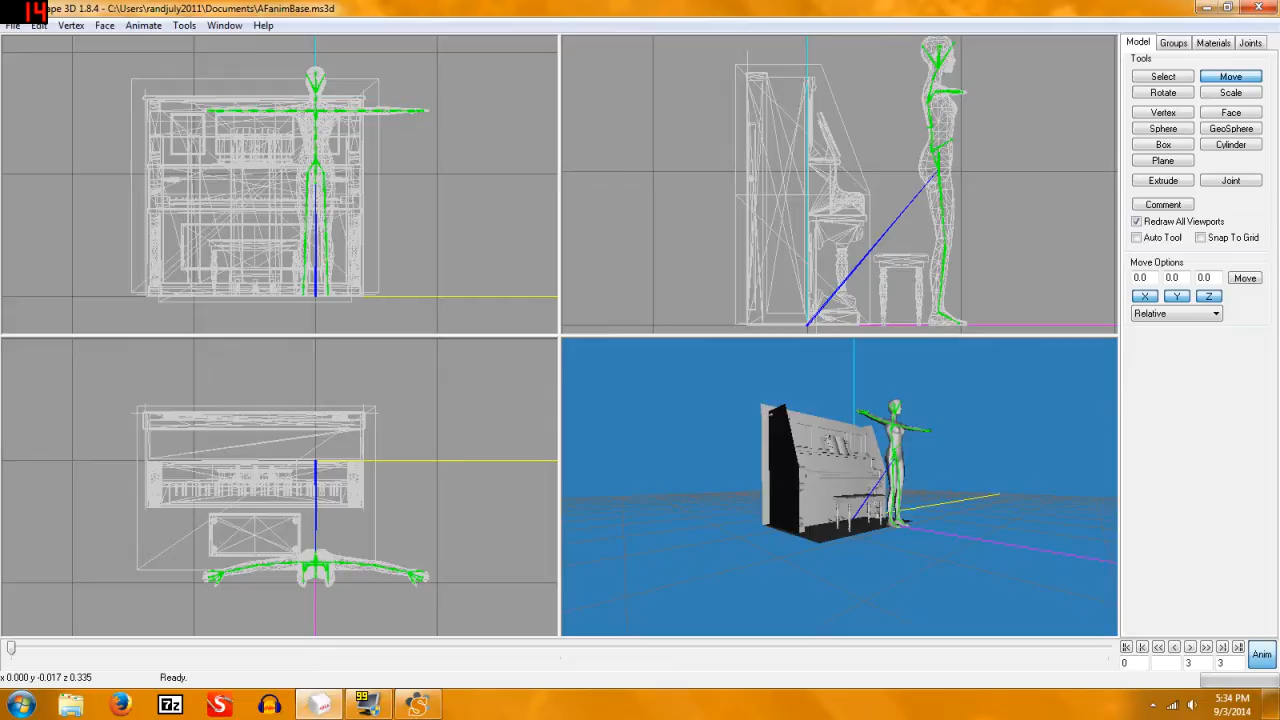 14
ape 3D 1.8.4 - C:\Users\randjuly2011\Documents\AFanimBase.ms3d
File Edit Vertex Face Animate Tools Window Help
Model Groups Materials Joints
Tools
Select Move
Rotate Scale
Vertex Face
Sphere GeoSphere
Box Cylinder
Plane
Extrude Joint
Comment
Redraw All Viewports
Auto Tool Snap To Grid
Move Options
0.0 0.0 0.0 Move
X Y Z
Relative
Anim
0 3 3
x 0.000 y -0.017 z 0.335 Ready.
7z
99
5:34 PM
9/3/2014